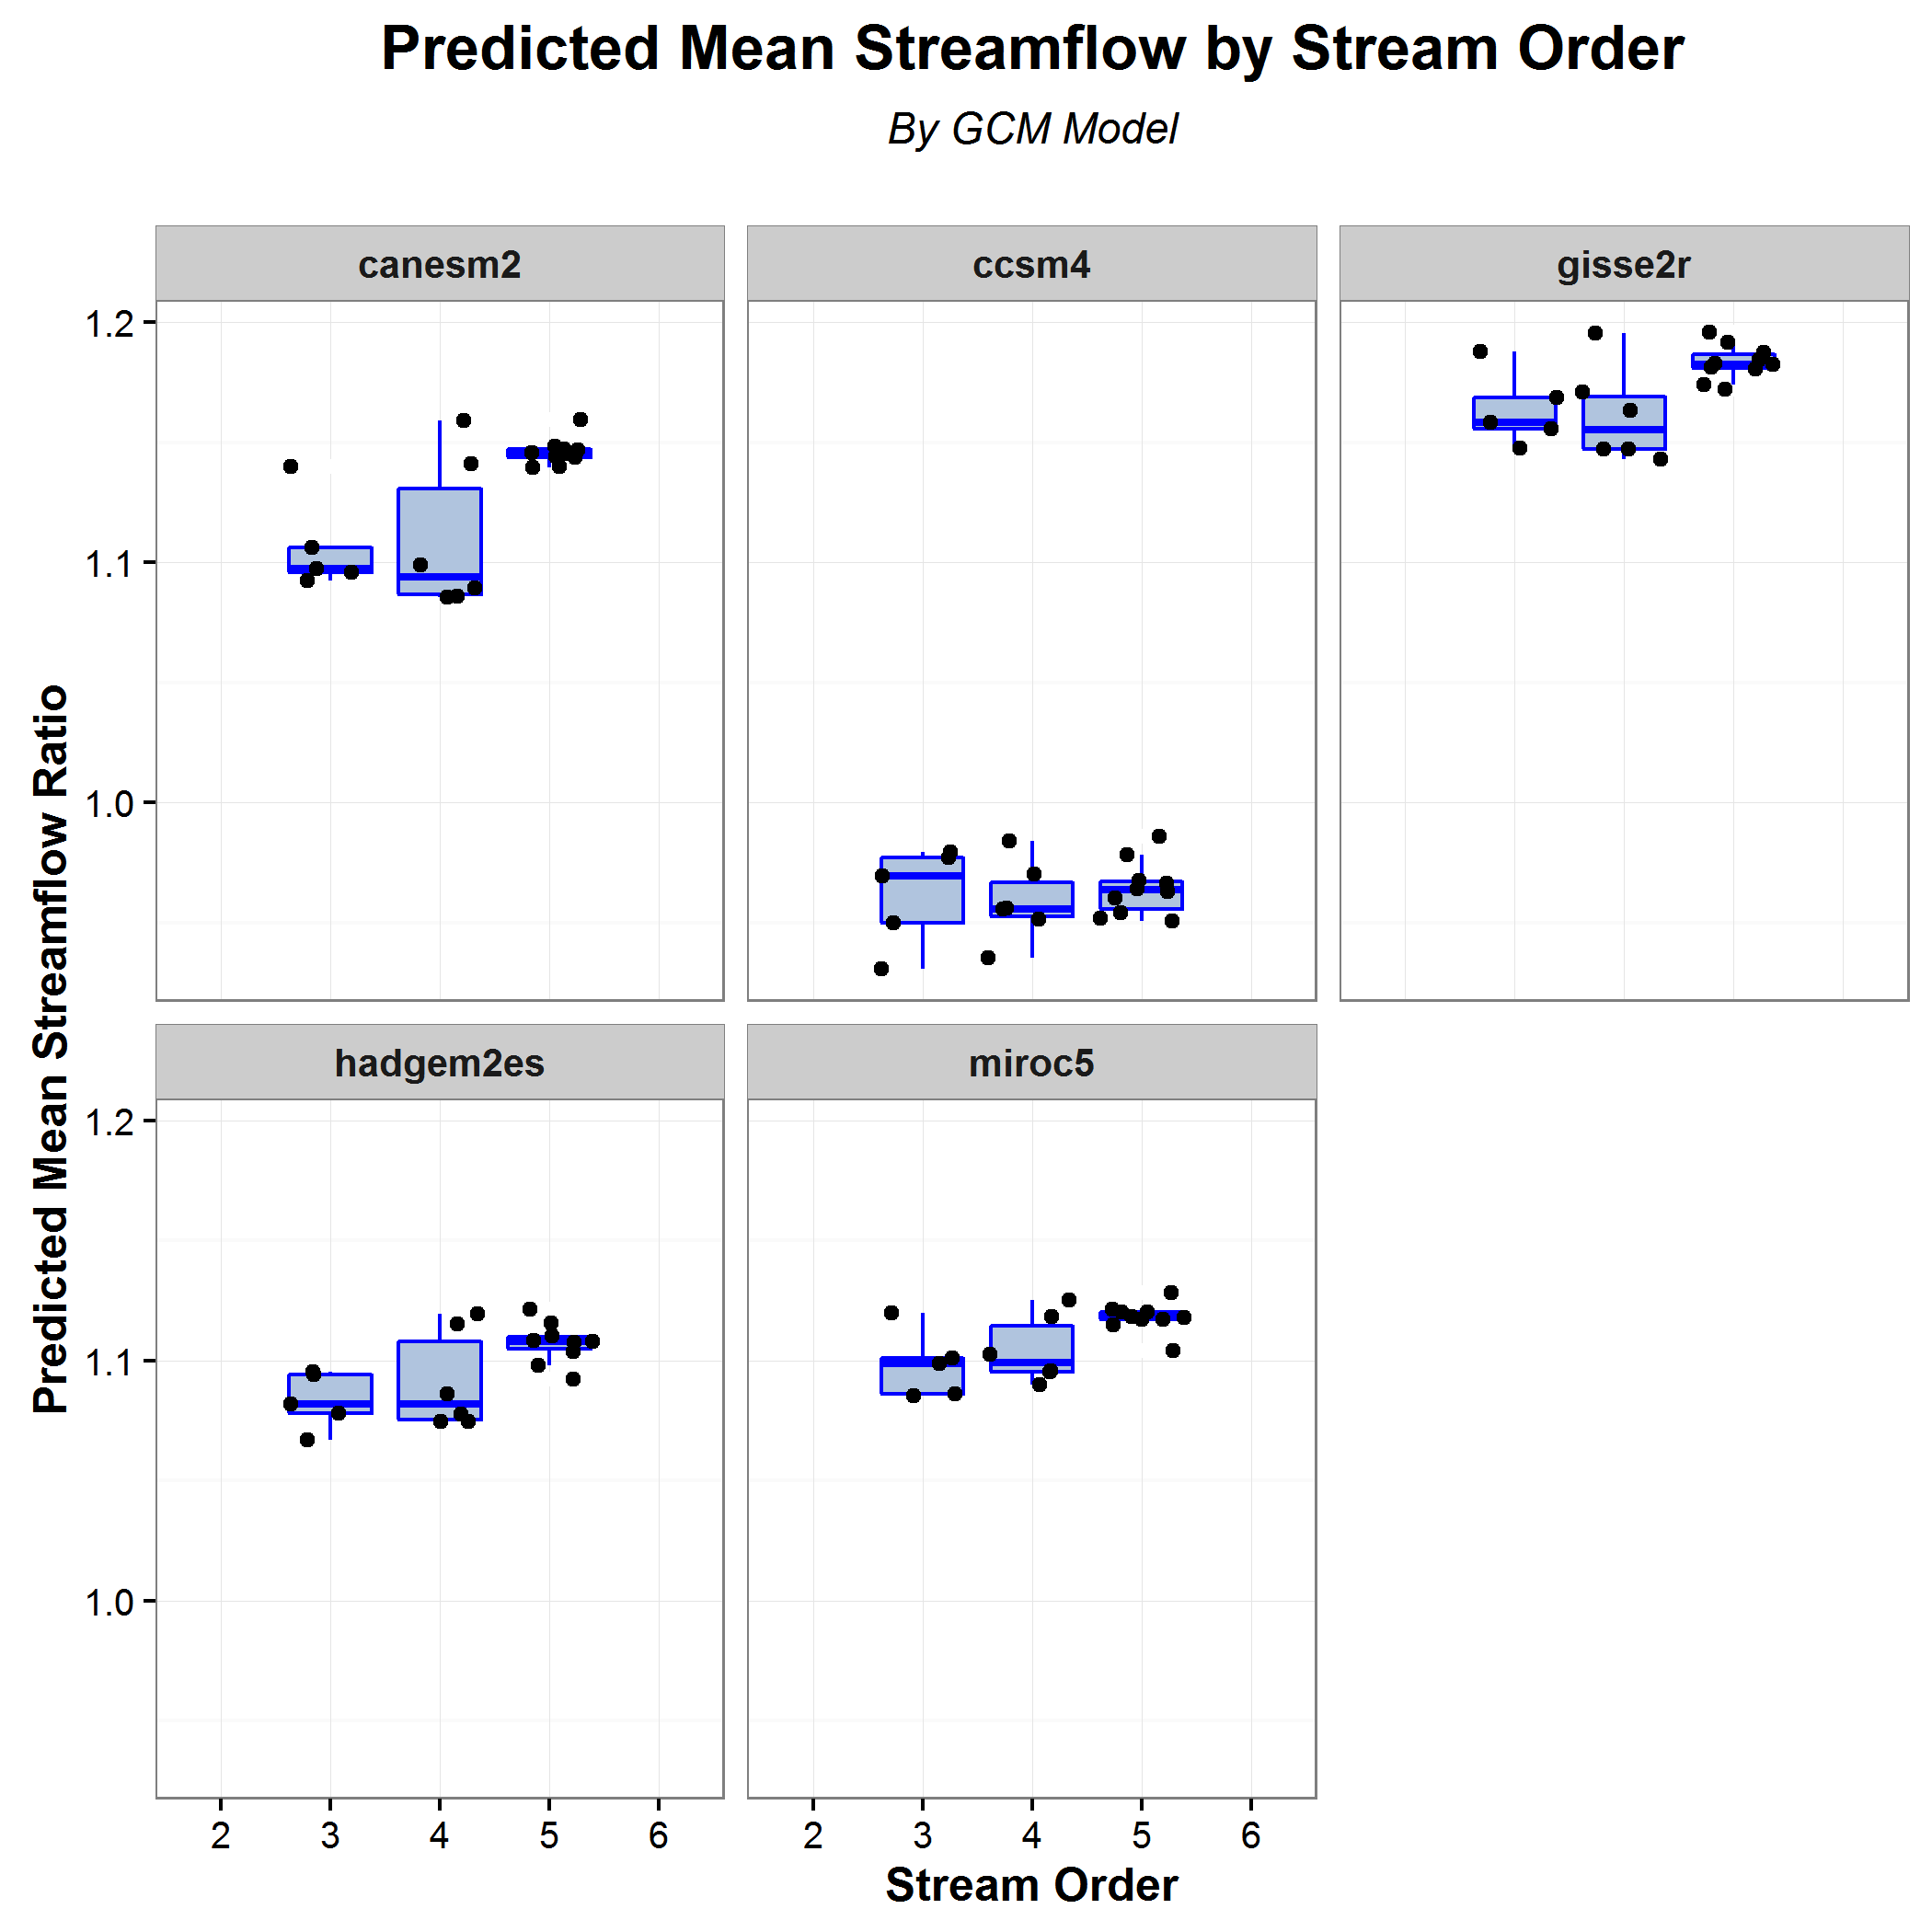 Predicted Mean Streamflow by Stream Order
By GCM Model
canesm2
ccsm4
gisse2r
1.2
1.1
1.0
Predicted Mean Streamflow Ratio
hadgem2es
miroc5
1.2
1.1
1.0
2 3 4 5 6
2 3 4 5 6
Stream Order